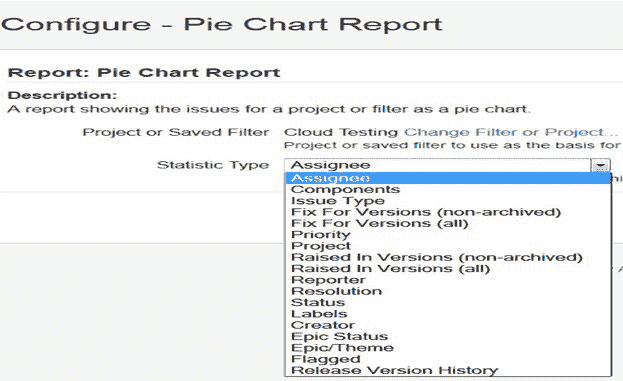 Configure - Pie Chart Report
Report: Pie Chart Report
Description:
A report showing the issues for a project or filter as a pie chart.
Project or Saved Filter Cloud Testing Change Filter or Project...
Project or saved filter to use as the basis for
Statistic Type Assignee
Assignee
Components
Issue Type
Fix For Versions (non-archived)
Fix For Versions (all)
Priority
Project
Raised In Versions (non-archived)
Raised In Versions (all)
Reporter
Resolution
Status
Labels
Creator
Epic Status
Epic/Theme
Flagged
Release Version History